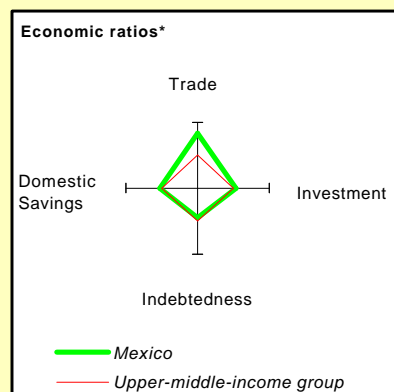 Economic ratios*
Trade
Domestic
Savings
Investment
Indebtedness
Mexico
Upper-middle-income group